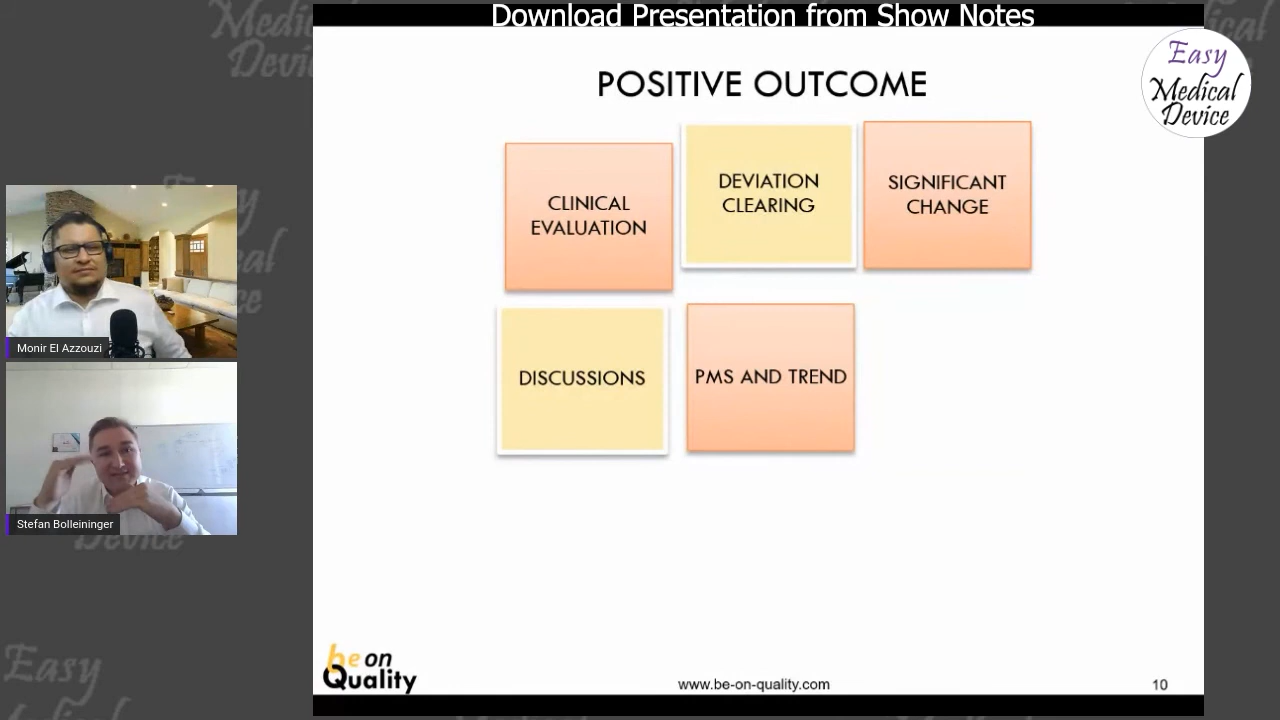 Download Presentation from Show Notes
Easy
Medical
Device
POSITIVE OUTCOME
CLINICAL
EVALUATION
DEVIATION
CLEARING
SIGNIFICANT
CHANGE
DISCUSSIONS
PMS AND TREND
Monir El Azzouzi
Stefan Bolleininger
be on
Quality
www.be-on-quality.com
10
Easy